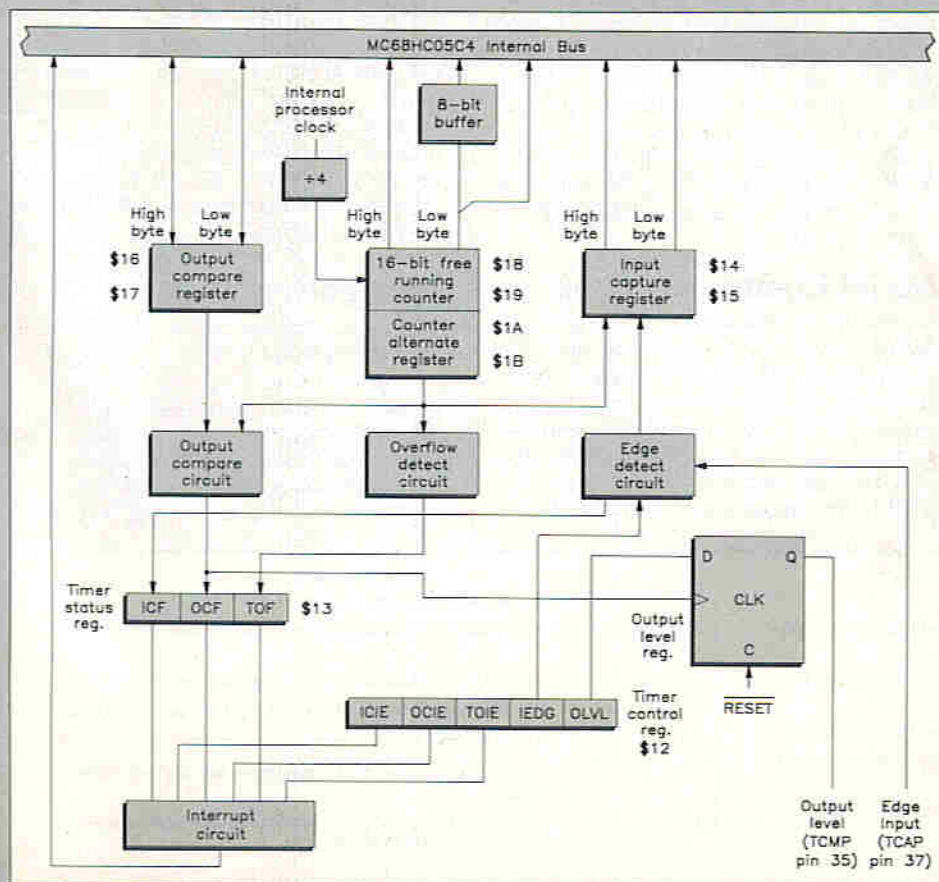 MC68HC05C4 Internal Bus
Internal
processor
clock
8-bit
buffer
÷4
High
byte
Low
byte
High
byte
Low
byte
High
byte
Low
byte
$16
$17
Output
compare
register
16-bit free
running
counter
$18
$19
Counter
alternate
register
$1A
$1B
Input
capture
register
$14
$15
Output
compare
circuit
Overflow
detect
circuit
Edge
detect
circuit
Timer
status
reg.
ICF OCF TOF
$13
D Q
CLK
C
Output
level
reg.
RESET
ICIE OCIE TOIE IEDG OLVL
Timer
control
reg.
$12
Interrupt
circuit
Output
level
(TCMP
pin 35)
Edge
input
(TCAP
pin 37)